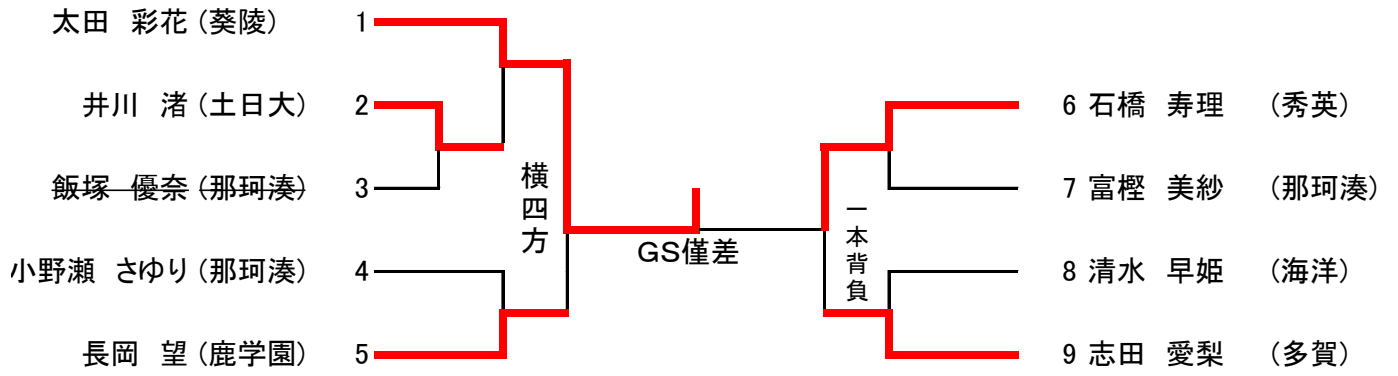 太田 彩花 (葵陵) 1
井川 渚 (土日大) 2
飯塚 優奈 (那珂湊) 3
小野瀬 さゆり (那珂湊) 4
長岡 望 (鹿学園) 5
横四方
GS僅差
一本背負
6 石橋 寿理 (秀英)
7 富樫 美紗 (那珂湊)
8 清水 早姫 (海洋)
9 志田 愛梨 (多賀)